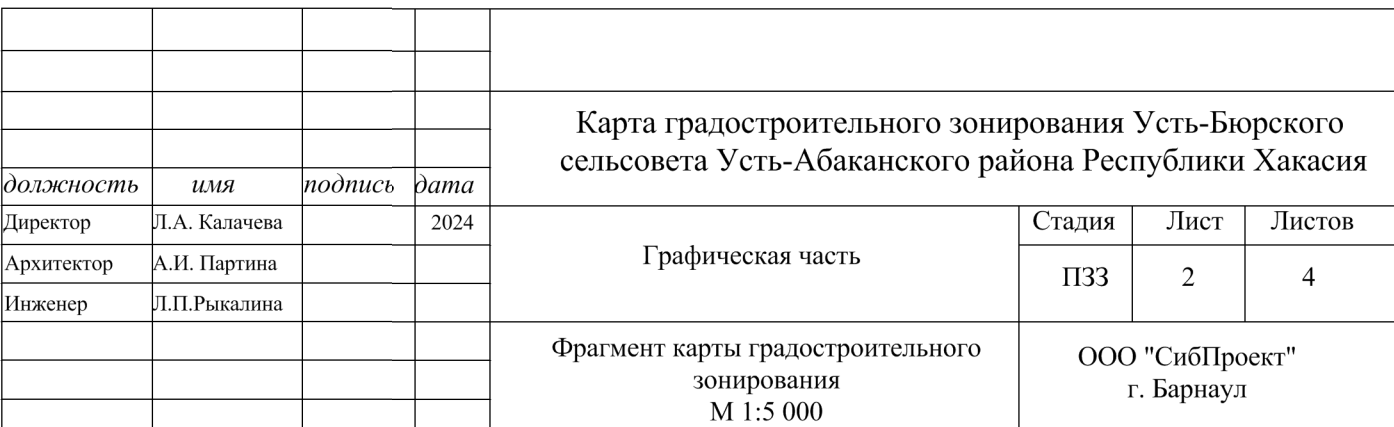 Карта градостроительного зонирования Усть-Бюрского
сельсовета Усть-Абаканского района Республики Хакасия
должность имя подпись дата
Директор Л.А. Калачева 2024
Архитектор А.И. Партина
Инженер Л.П.Рыкалина
Графическая часть
Стадия Лист Листов
ПЗЗ 2 4
Фрагмент карты градостроительного
зонирования
М 1:5 000
ООО "СибПроект"
г. Барнаул